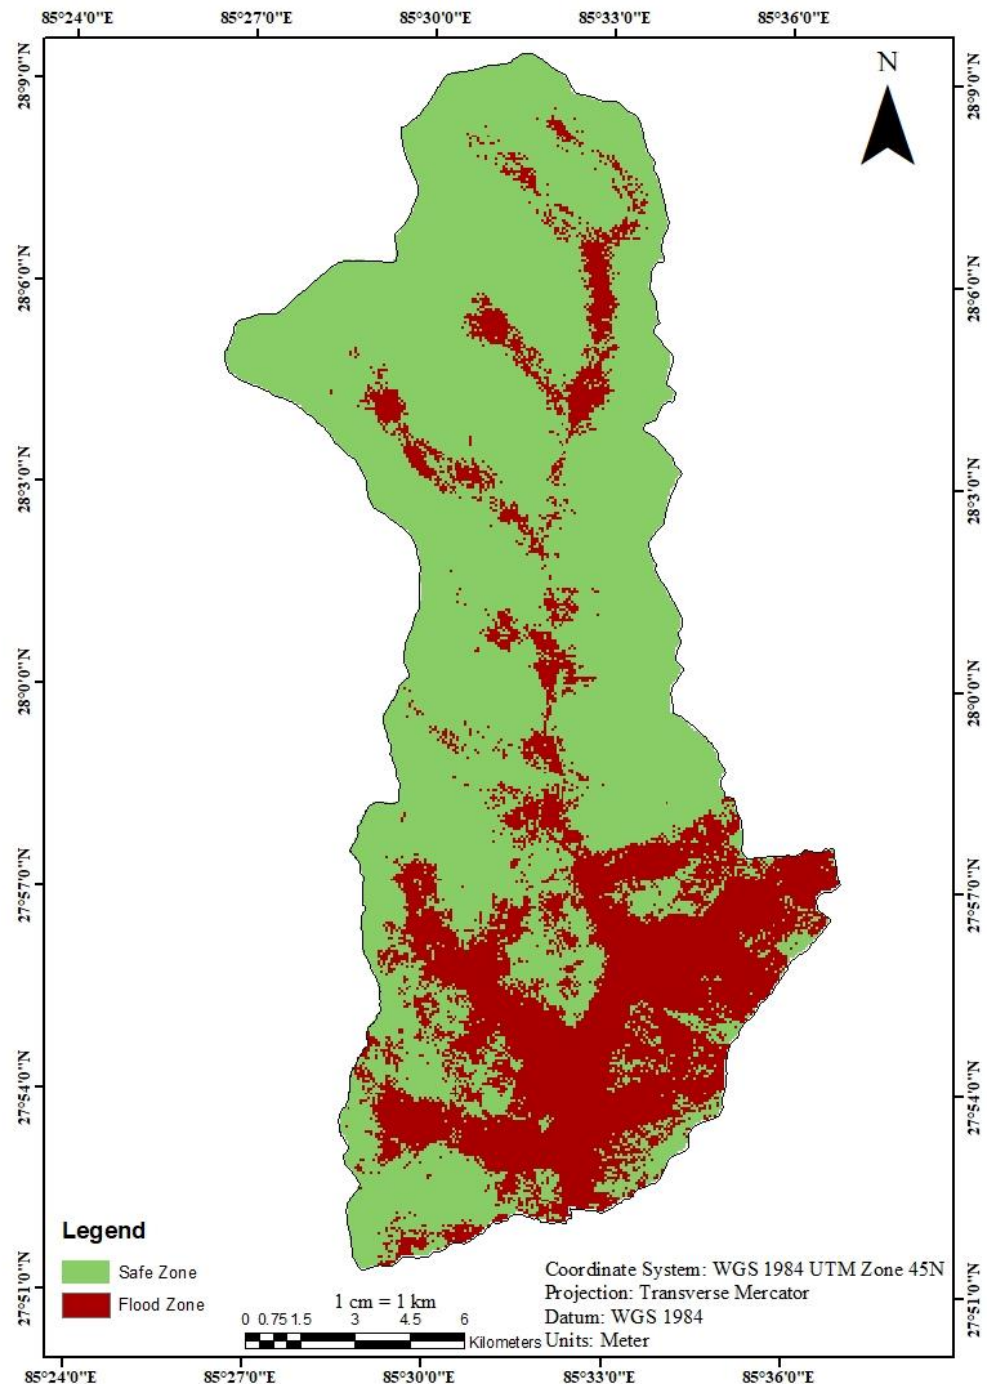 85°24'0"E 85°27'0"E 85°30'0"E 85°33'0"E 85°36'0"E
N
28°9'0"N 28°9'0"N
28°6'0"N 28°6'0"N
28°3'0"N 28°3'0"N
28°0'0"N 28°0'0"N
27°57'0"N 27°57'0"N
27°54'0"N 27°54'0"N
27°51'0"N 27°51'0"N
Legend
Safe Zone
Flood Zone
1 cm = 1 km
0 0.75 1.5 3 4.5 6
Kilometers
Coordinate System: WGS 1984 UTM Zone 45N
Projection: Transverse Mercator
Datum: WGS 1984
Units: Meter
85°24'0"E 85°27'0"E 85°30'0"E 85°33'0"E 85°36'0"E